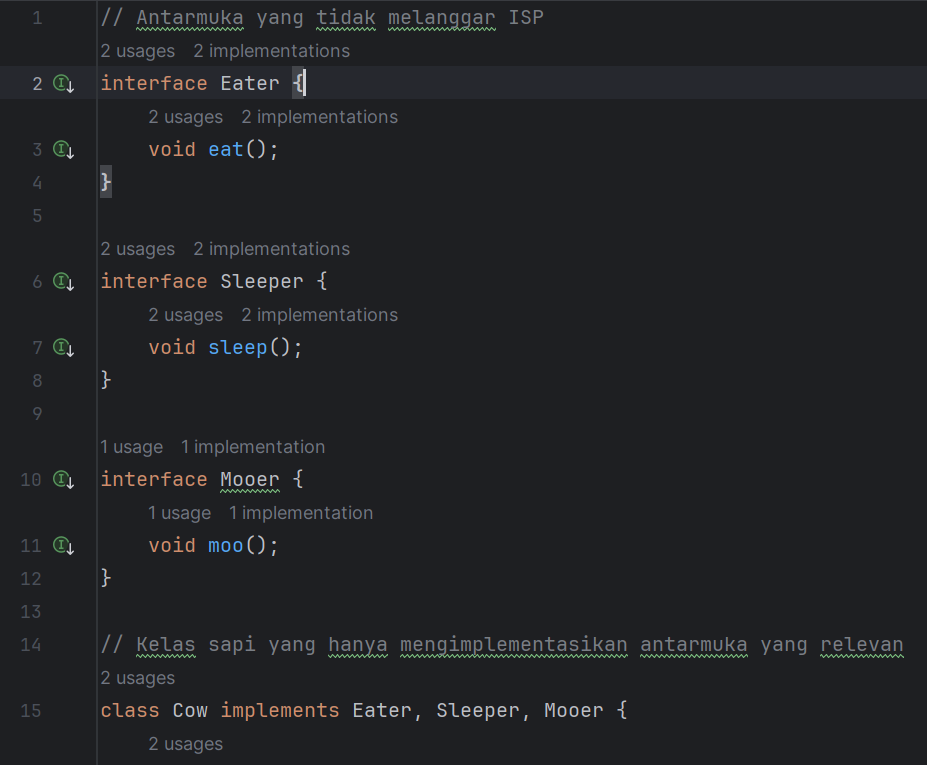 1 // Antarmuka yang tidak melanggar ISP
2 usages 2 implementations
2 interface Eater {
2 usages 2 implementations
3 void eat();
4 }
5
2 usages 2 implementations
6 interface Sleeper {
2 usages 2 implementations
7 void sleep();
8 }
9
1 usage 1 implementation
10 interface Mooer {
1 usage 1 implementation
11 void moo();
12 }
13
14 // Kelas sapi yang hanya mengimplementasikan antarmuka yang relevan
2 usages
15 class Cow implements Eater, Sleeper, Mooer {
2 usages